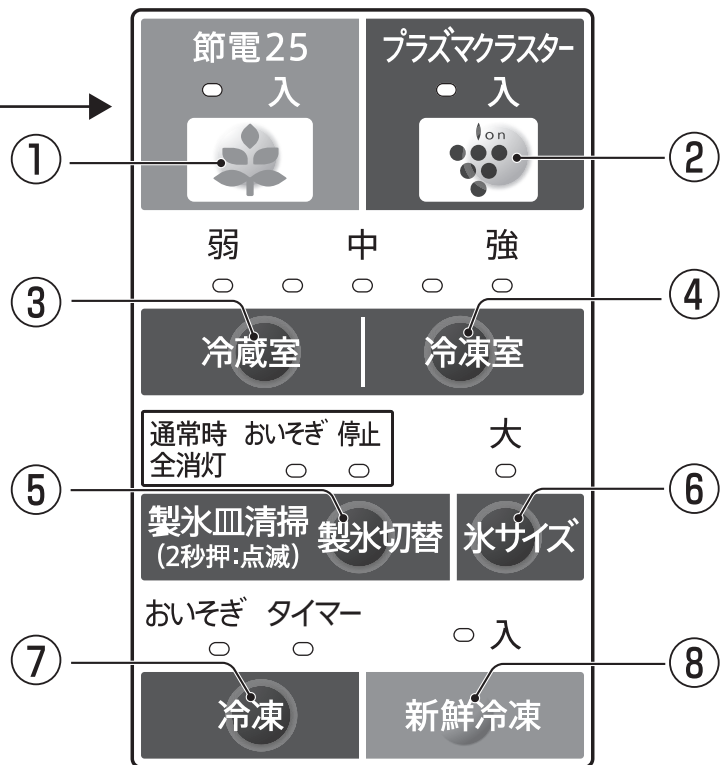 節電25
入
プラズマクラスター
入
①
Ion
②
弱 中 強
③
冷蔵室
冷凍室
④
通常時 おいそぎ 停止
全消灯
大
⑤
製氷皿清掃
(2秒押:点滅)
製氷切替
氷サイズ
⑥
おいそぎ タイマー
入
⑦
冷凍
新鮮冷凍
⑧